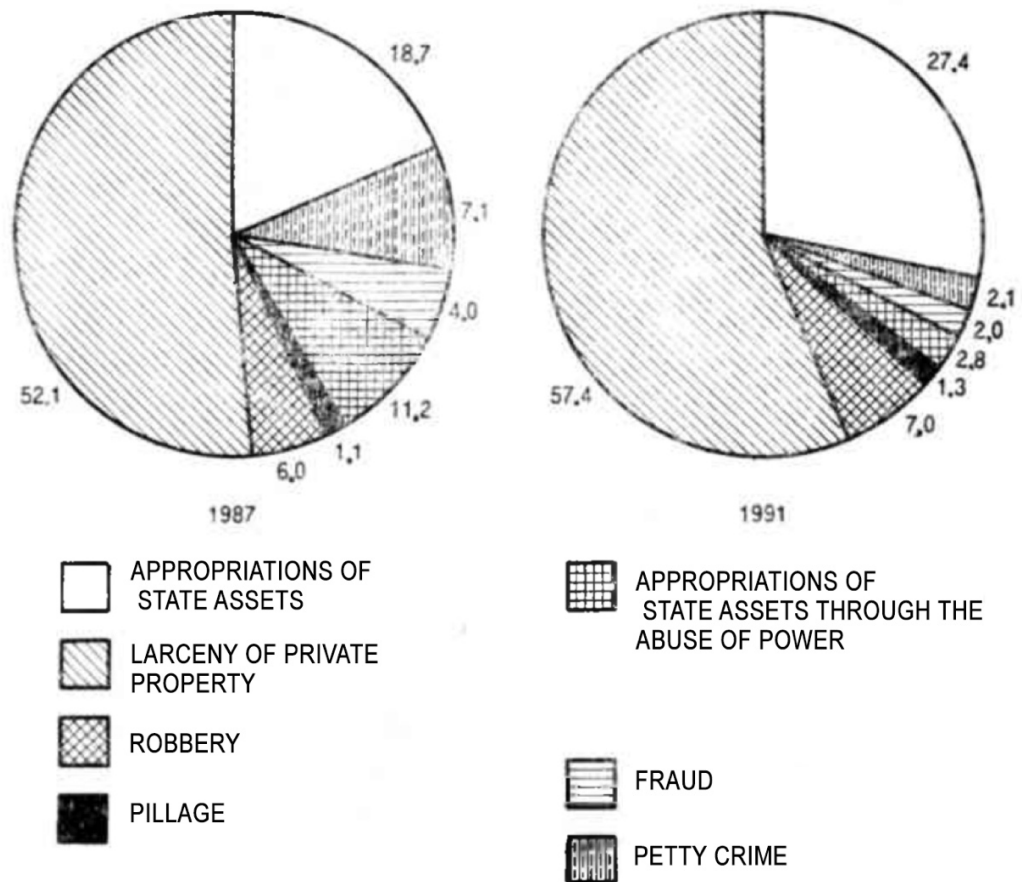 18,7
7,1
4,0
11,2
1,1
6,0
52,1
1987
27,4
2,1
2,0
2,8
1,3
7,0
57,4
1991
APPROPRIATIONS OF
STATE ASSETS
LARCENY OF PRIVATE
PROPERTY
ROBBERY
PILLAGE
APPROPRIATIONS OF
STATE ASSETS THROUGH THE
ABUSE OF POWER
FRAUD
PETTY CRIME